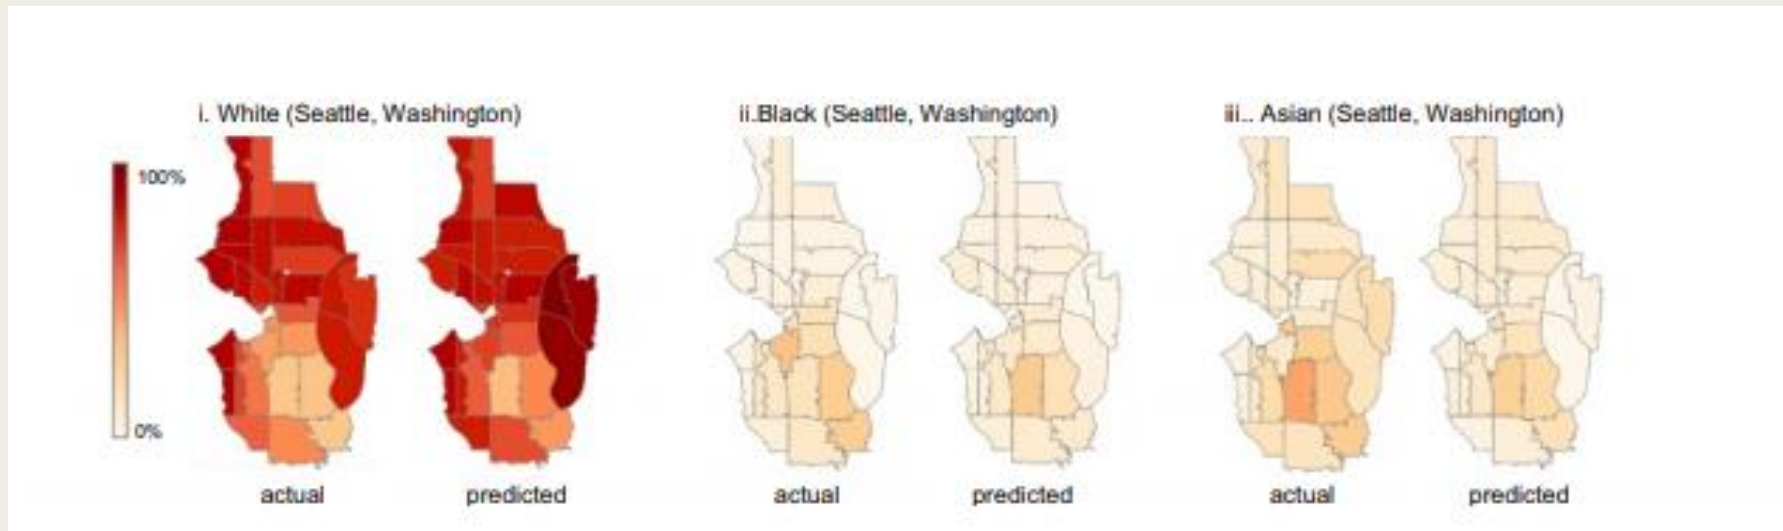 i. White (Seattle, Washington)
ii.Black (Seattle, Washington)
iii.. Asian (Seattle, Washington)
100%
0%
actual
predicted
actual
predicted
actual
predicted